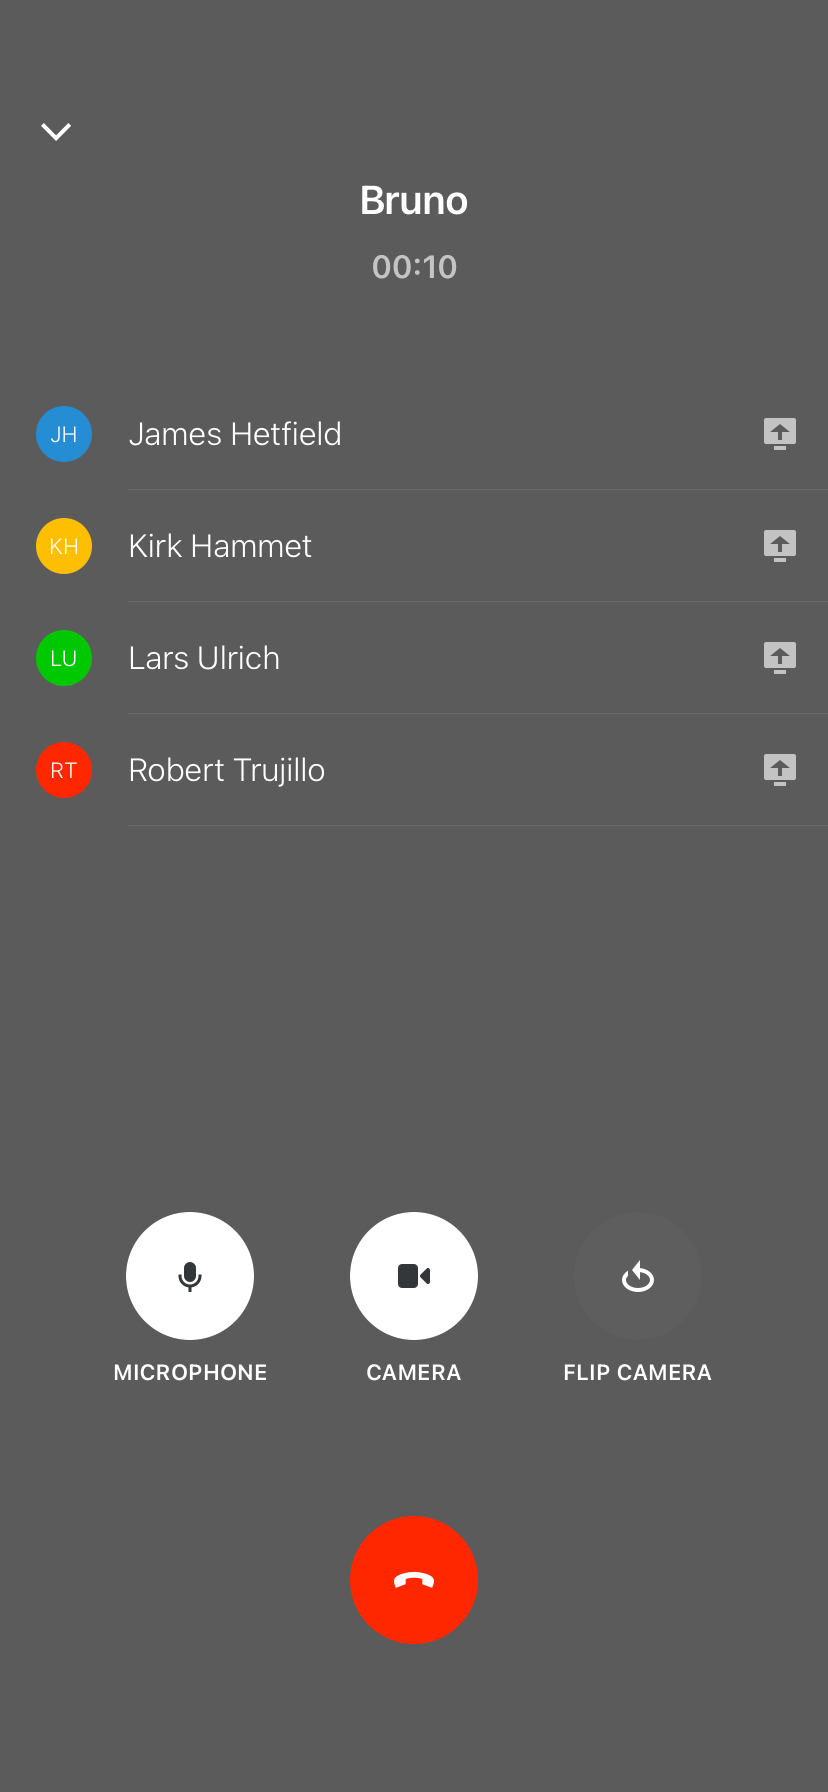 Bruno
00:10
JH James Hetfield
KH Kirk Hammet
LU Lars Ulrich
RT Robert Trujillo
MICROPHONE CAMERA FLIP CAMERA